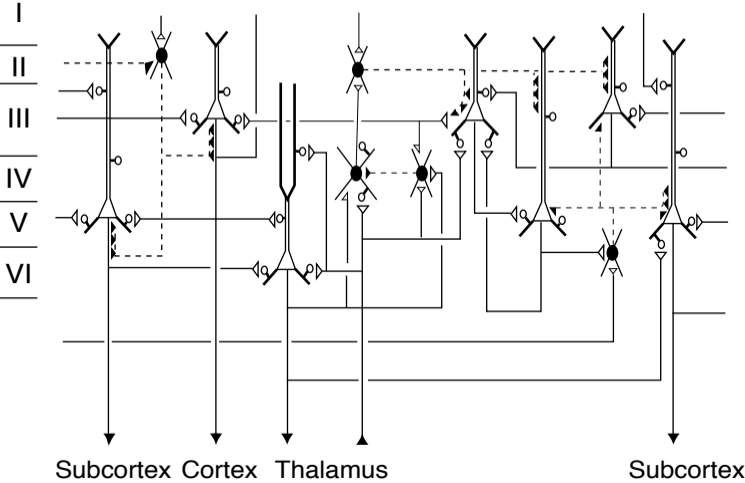 I
II
III
IV
V
VI
Subcortex Cortex Thalamus Subcortex